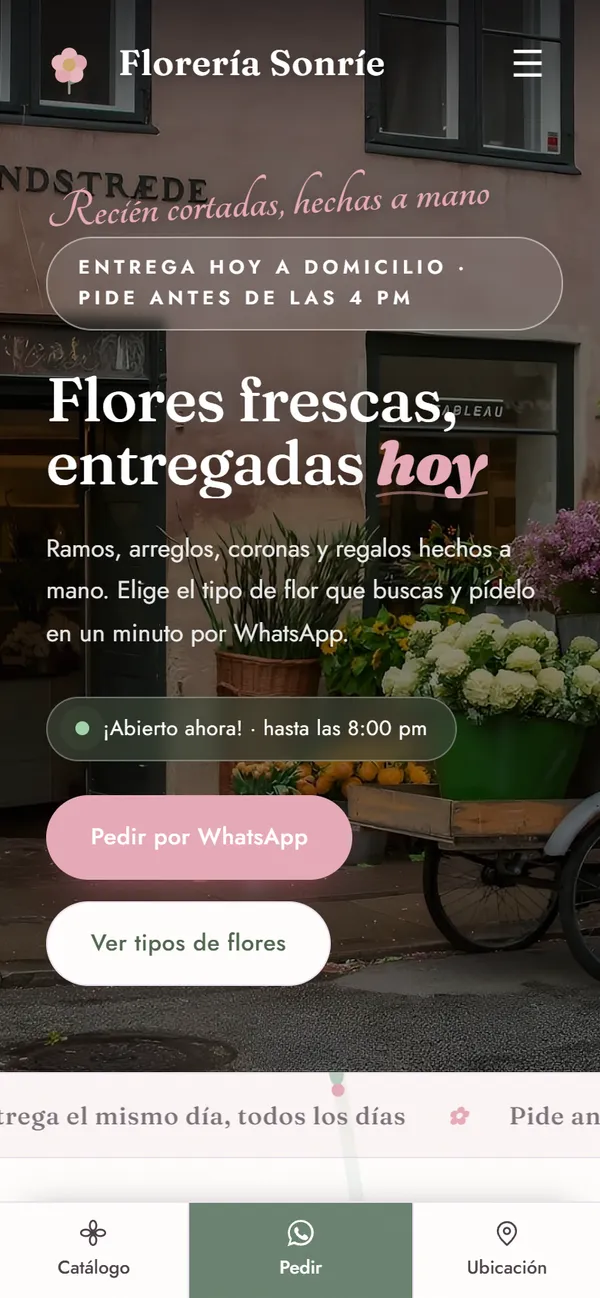 Florería Sonríe
NDSTRÆDE
Recién cortadas, hechas a mano
ENTREGA HOY A DOMICILIO ·
PIDE ANTES DE LAS 4 PM
Flores frescas,
ABLEAU
entregadas hoy
Ramos, arreglos, coronas y regalos hechos a
mano. Elige el tipo de flor que buscas y pídelo
en un minuto por WhatsApp.
¡Abierto ahora! · hasta las 8:00 pm
Pedir por WhatsApp
Ver tipos de flores
trega el mismo día, todos los días Pide an
Catálogo Pedir Ubicación